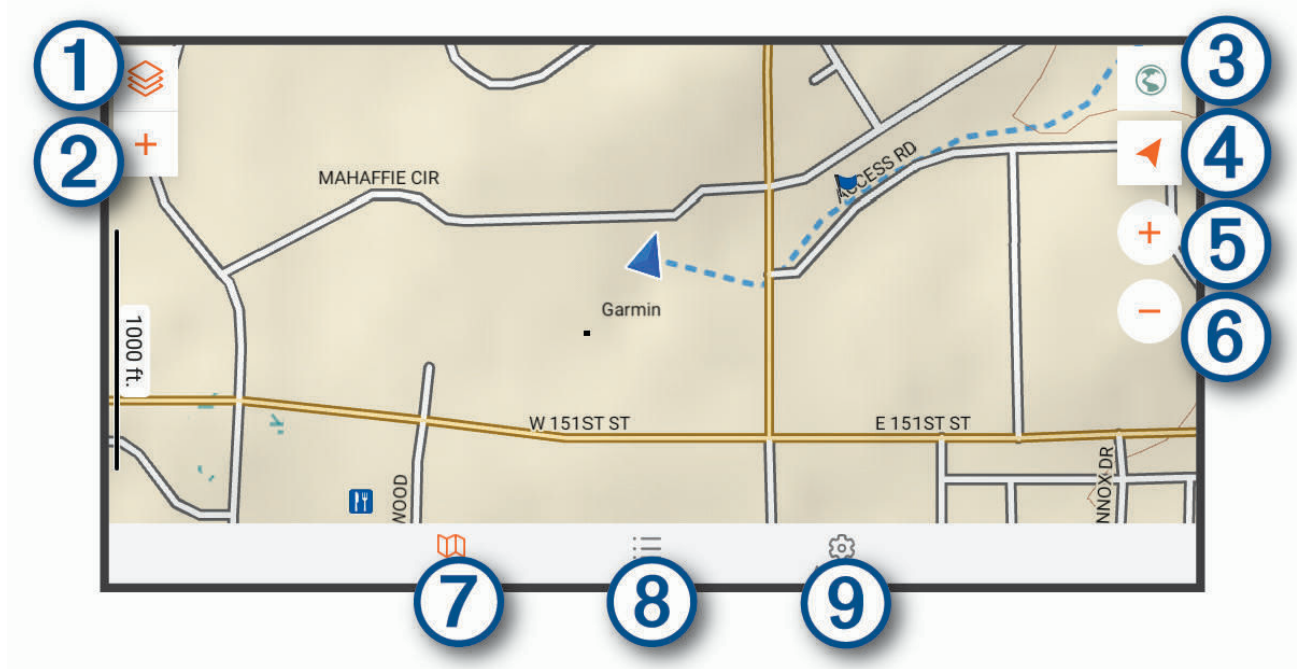 1
2
3
4
5
6
7
8
9
MAHAFFIE CIR
ACCESS RD
Garmin
1000 ft.
W 151ST ST
E 151ST ST
WOOD
NNOX DR